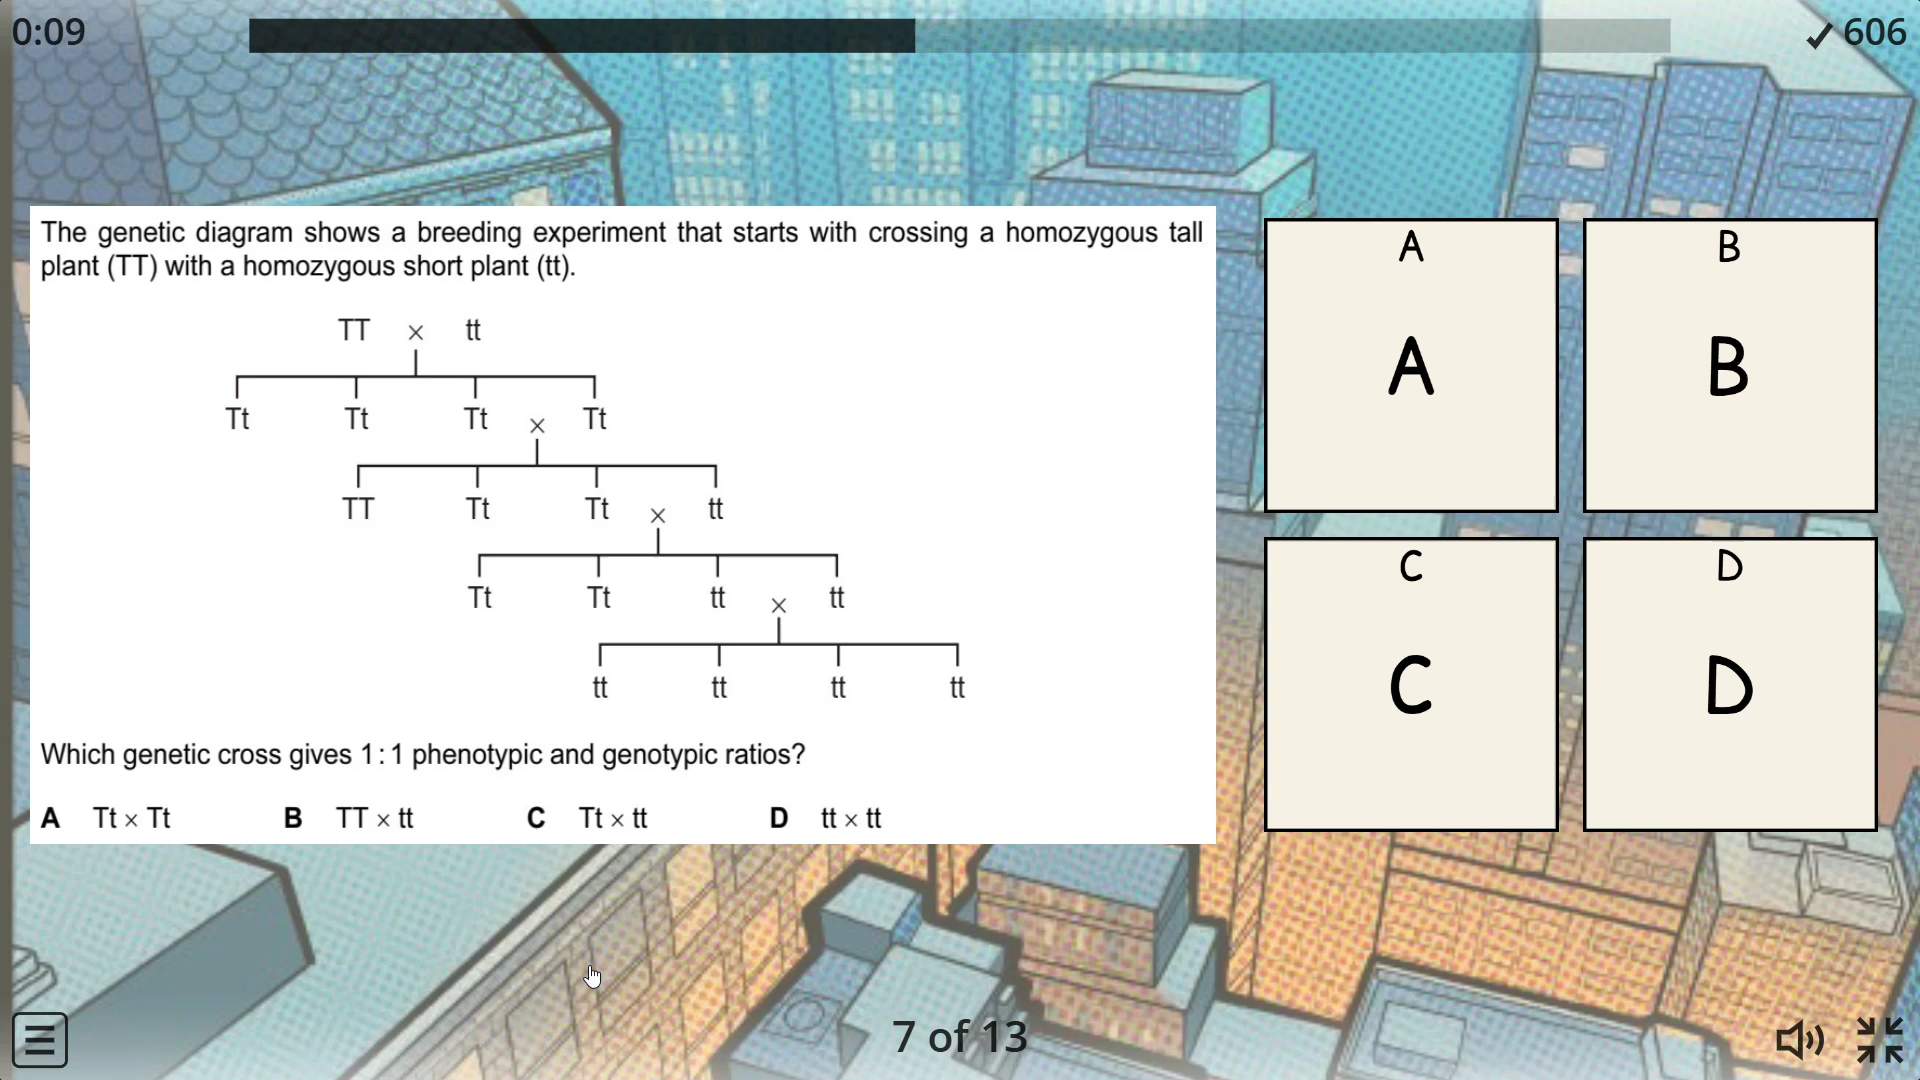 0:09
✓ 606
The genetic diagram shows a breeding experiment that starts with crossing a homozygous tall
plant (TT) with a homozygous short plant (tt).
TT × tt
Tt Tt Tt × Tt
TT Tt Tt × tt
Tt Tt tt × tt
tt tt tt tt
Which genetic cross gives 1 : 1 phenotypic and genotypic ratios?
A Tt × Tt B TT × tt C Tt × tt D tt × tt
A
A
B
B
C
C
D
D
7 of 13